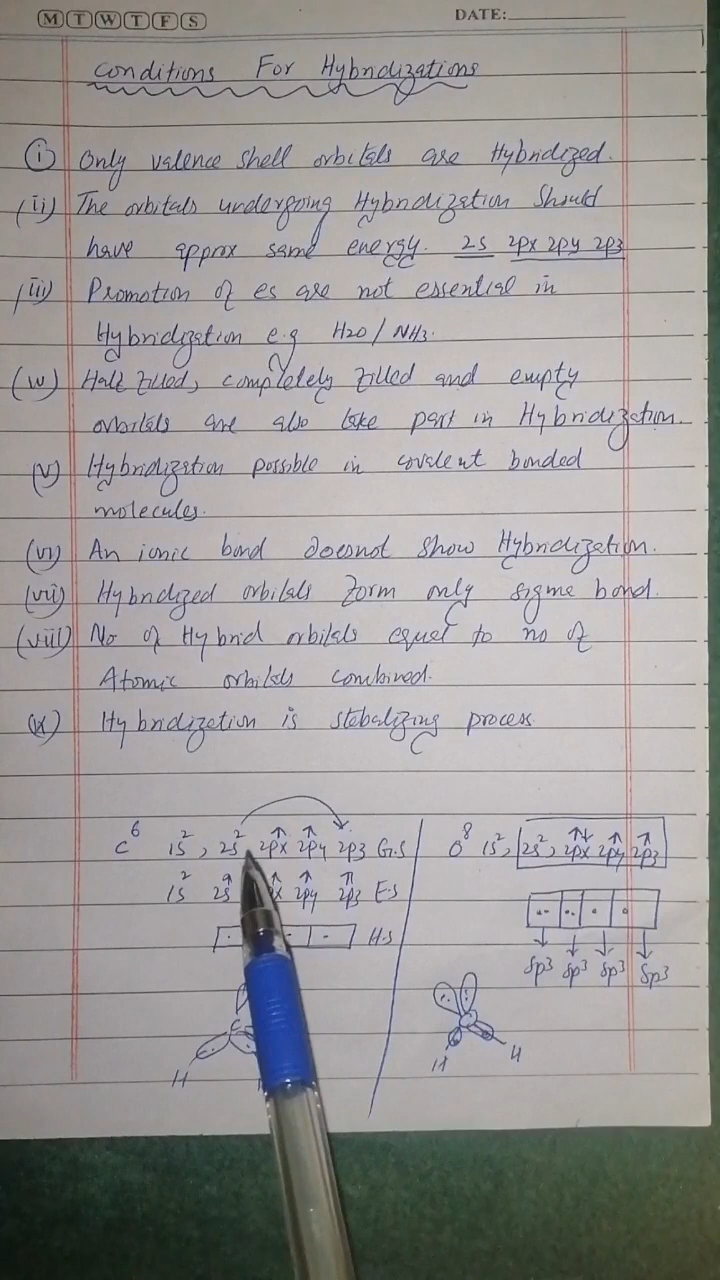 M T W T F S
DATE:
Conditions For Hybridizations
(i) Only valence shell orbitals are Hybridized.
(ii) The orbitals undergoing Hybridization Should
have approx same energy. 2s 2px 2py 2pz
(iii) Promotion of es are not essential in
Hybridization e.g H2O / NH3.
(iv) Half filled, completely filled and empty
orbitals are also take part in Hybridization.
(v) Hybridization possible in covalent bonded
molecules.
(vi) An ionic bond doesnot show Hybridization.
(vii) Hybridized orbitals form only sigma bond.
(viii) No of Hybrid orbitals equal to no of
Atomic orbitals combined.
(x) Hybridization is stebalizing process
C⁶ 1s², 2s² 2px 2py 2pz G.S
1s² 2s 2py 2pz E.S
H.S
H
O⁸ 1s², 2s², 2px 2py 2pz
Sp³ Sp³ Sp³ Sp³
H H